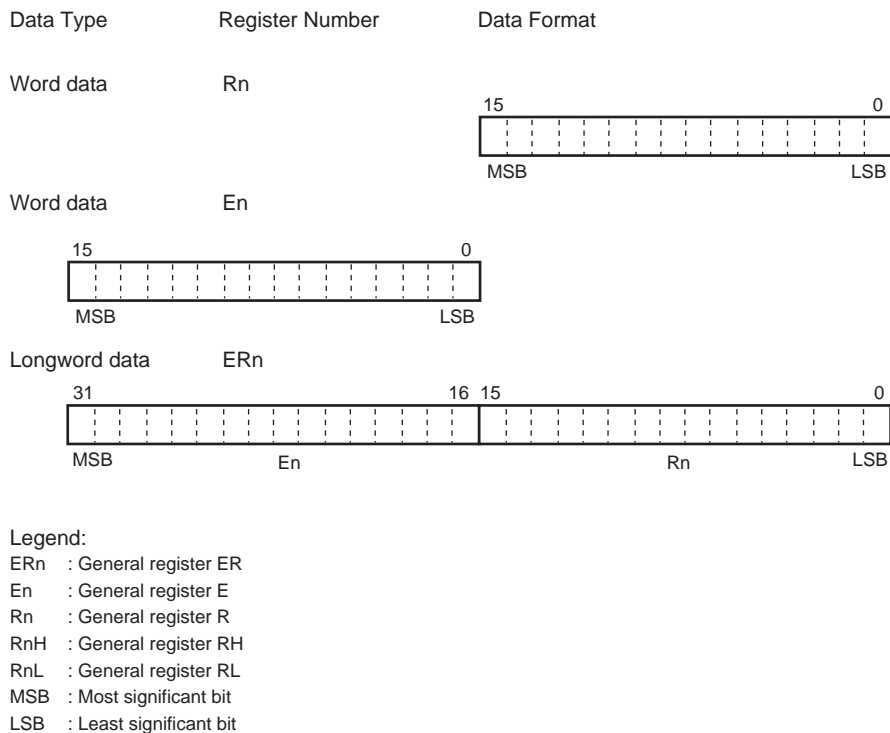 Data Type Register Number Data Format
Word data Rn
15 0
MSB LSB
Word data En
15 0
MSB LSB
Longword data ERn
31 16 15 0
MSB En Rn LSB
Legend:
ERn : General register ER
En : General register E
Rn : General register R
RnH : General register RH
RnL : General register RL
MSB : Most significant bit
LSB : Least significant bit